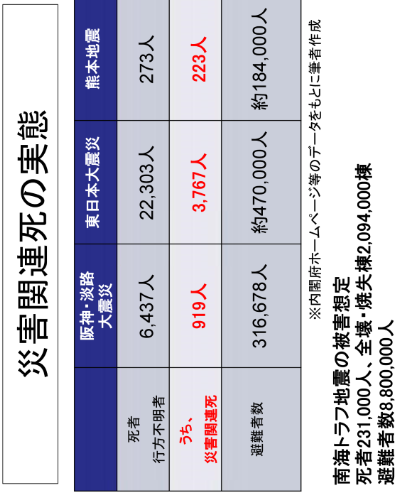 災害関連死の実態
阪神・淡路
大震災
東日本大震災
熊本地震
死者
行方不明者
6,437人
22,303人
273人
うち、
災害関連死
919人
3,767人
223人
避難者数
316,678人
約470,000人
約184,000人
※内閣府ホームページ等のデータをもとに筆者作成
南海トラフ地震の被害想定
死者231,000人、全壊・焼失棟2,094,000棟
避難者数8,800,000人